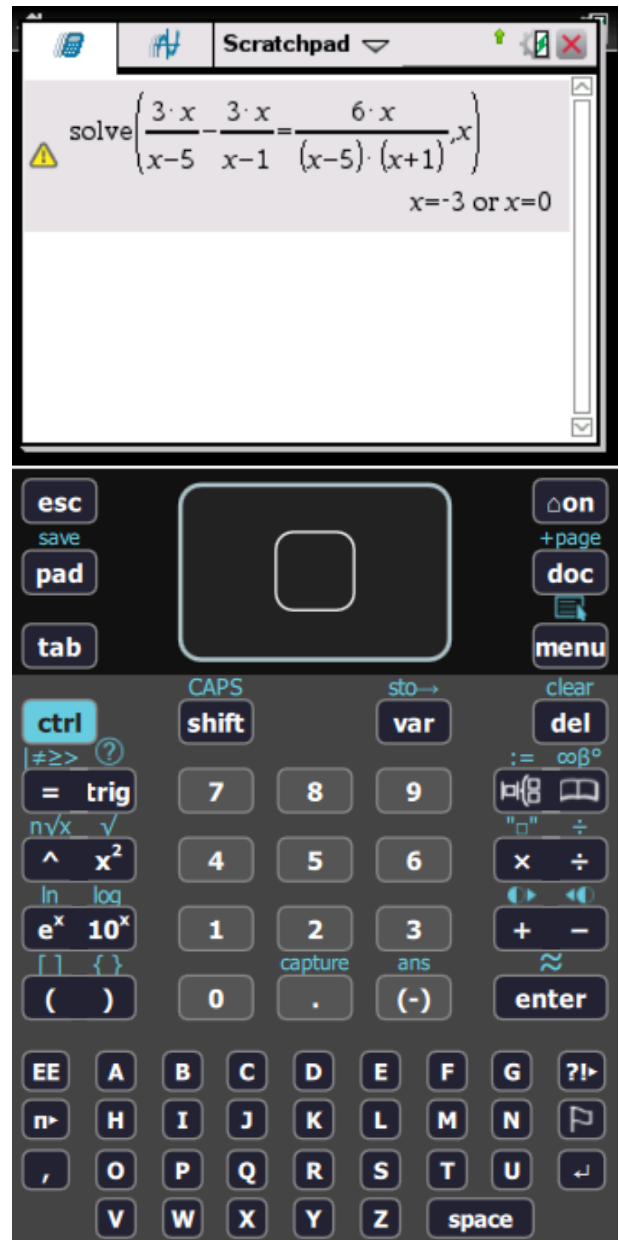 Scratchpad
solve(3·x/(x−5) − 3·x/(x−1) = 6·x/((x−5)·(x+1)), x)
x=-3 or x=0
esc
⌂on
save
+page
pad
doc
tab
menu
CAPS
sto→
clear
ctrl
shift
var
del
|≠≥> ?
:= ∞β°
= trig 7 8 9
n√x √
"□" ÷
^ x² 4 5 6 × ÷
ln log
eˣ 10ˣ 1 2 3 + −
[ ] { }
capture
ans
≈
( ) 0 . (-) enter
EE A B C D E F G ?!▸
π▸ H I J K L M N
, O P Q R S T U ↵
V W X Y Z space